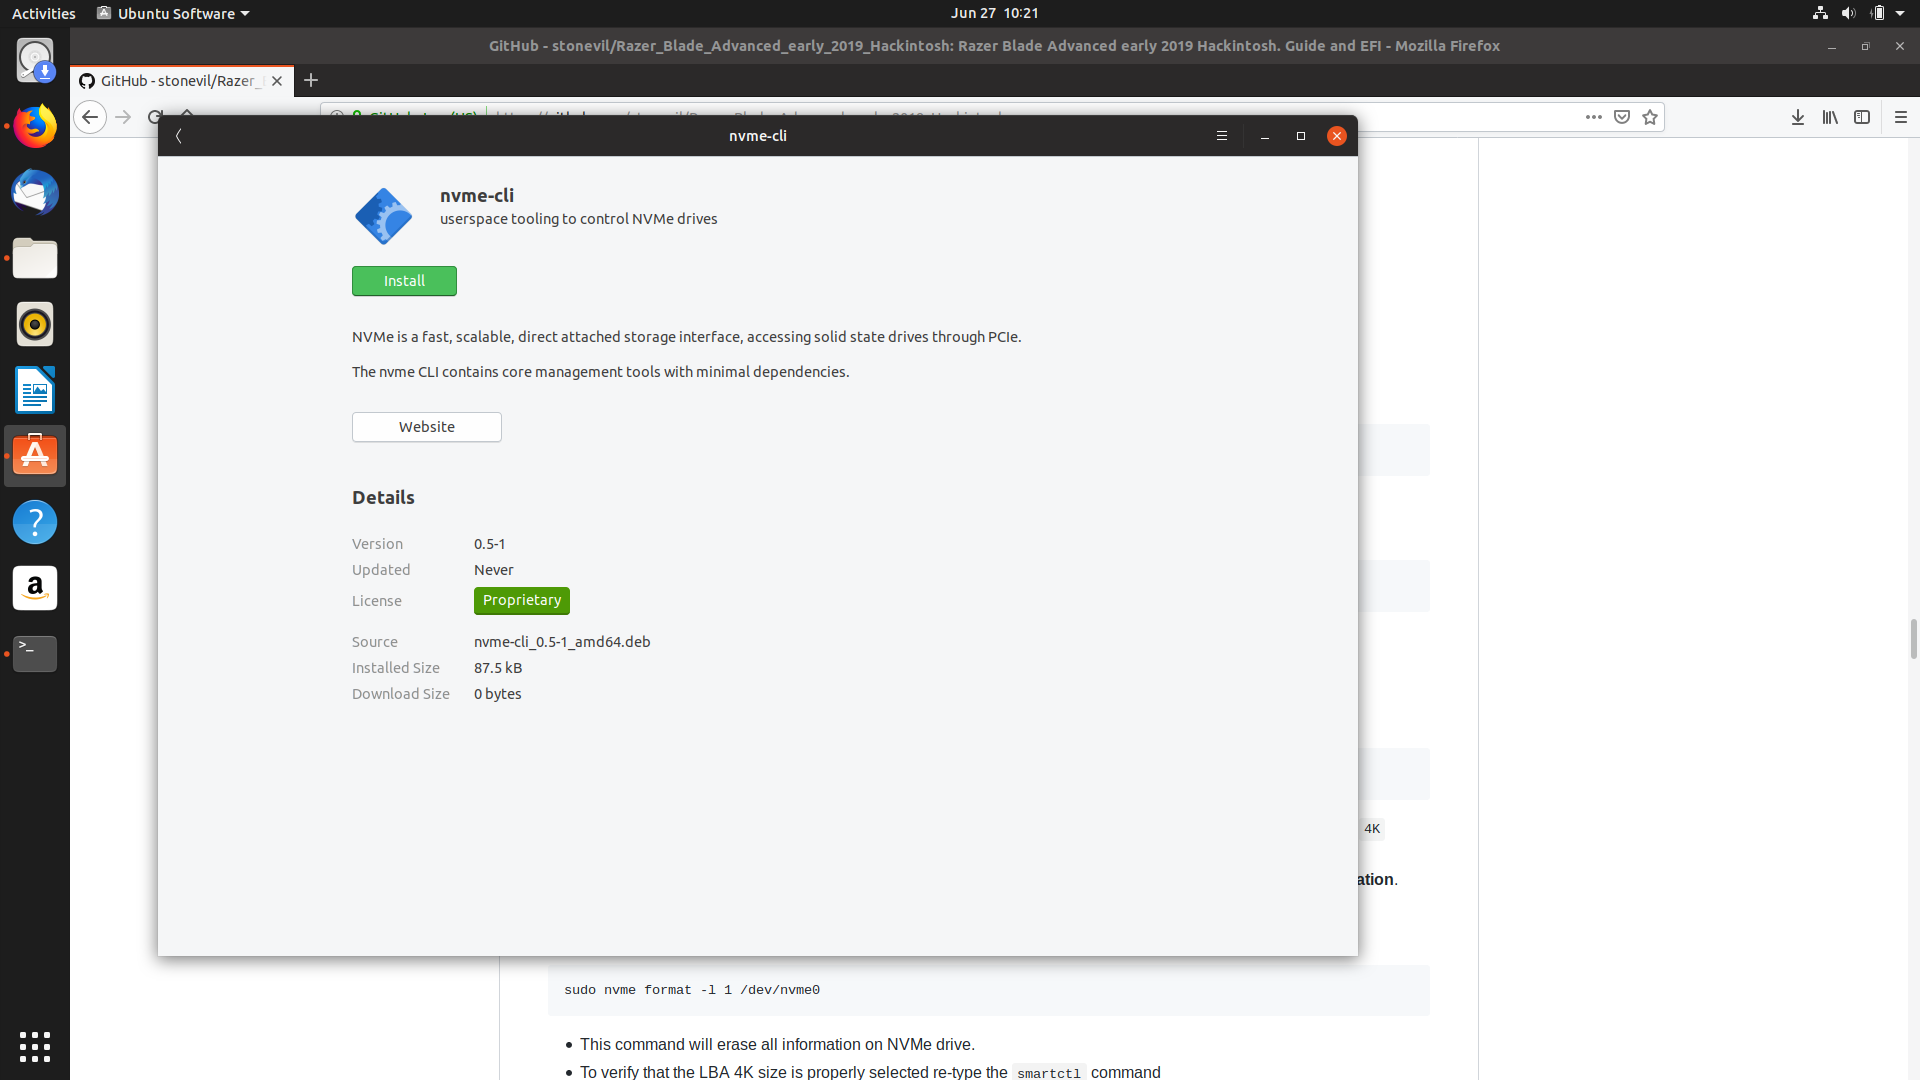 Activities
Ubuntu Software
Jun 27 10:21
GitHub - stonevil/Razer_Blade_Advanced_early_2019_Hackintosh: Razer Blade Advanced early 2019 Hackintosh. Guide and EFI - Mozilla Firefox
GitHub - stonevil/Razer_
nvme-cli
nvme-cli
userspace tooling to control NVMe drives
Install
NVMe is a fast, scalable, direct attached storage interface, accessing solid state drives through PCIe.
The nvme CLI contains core management tools with minimal dependencies.
Website
Details
Version 0.5-1
Updated Never
License Proprietary
Source nvme-cli_0.5-1_amd64.deb
Installed Size 87.5 kB
Download Size 0 bytes
4K
ation.
sudo nvme format -l 1 /dev/nvme0
This command will erase all information on NVMe drive.
To verify that the LBA 4K size is properly selected re-type the smartctl command